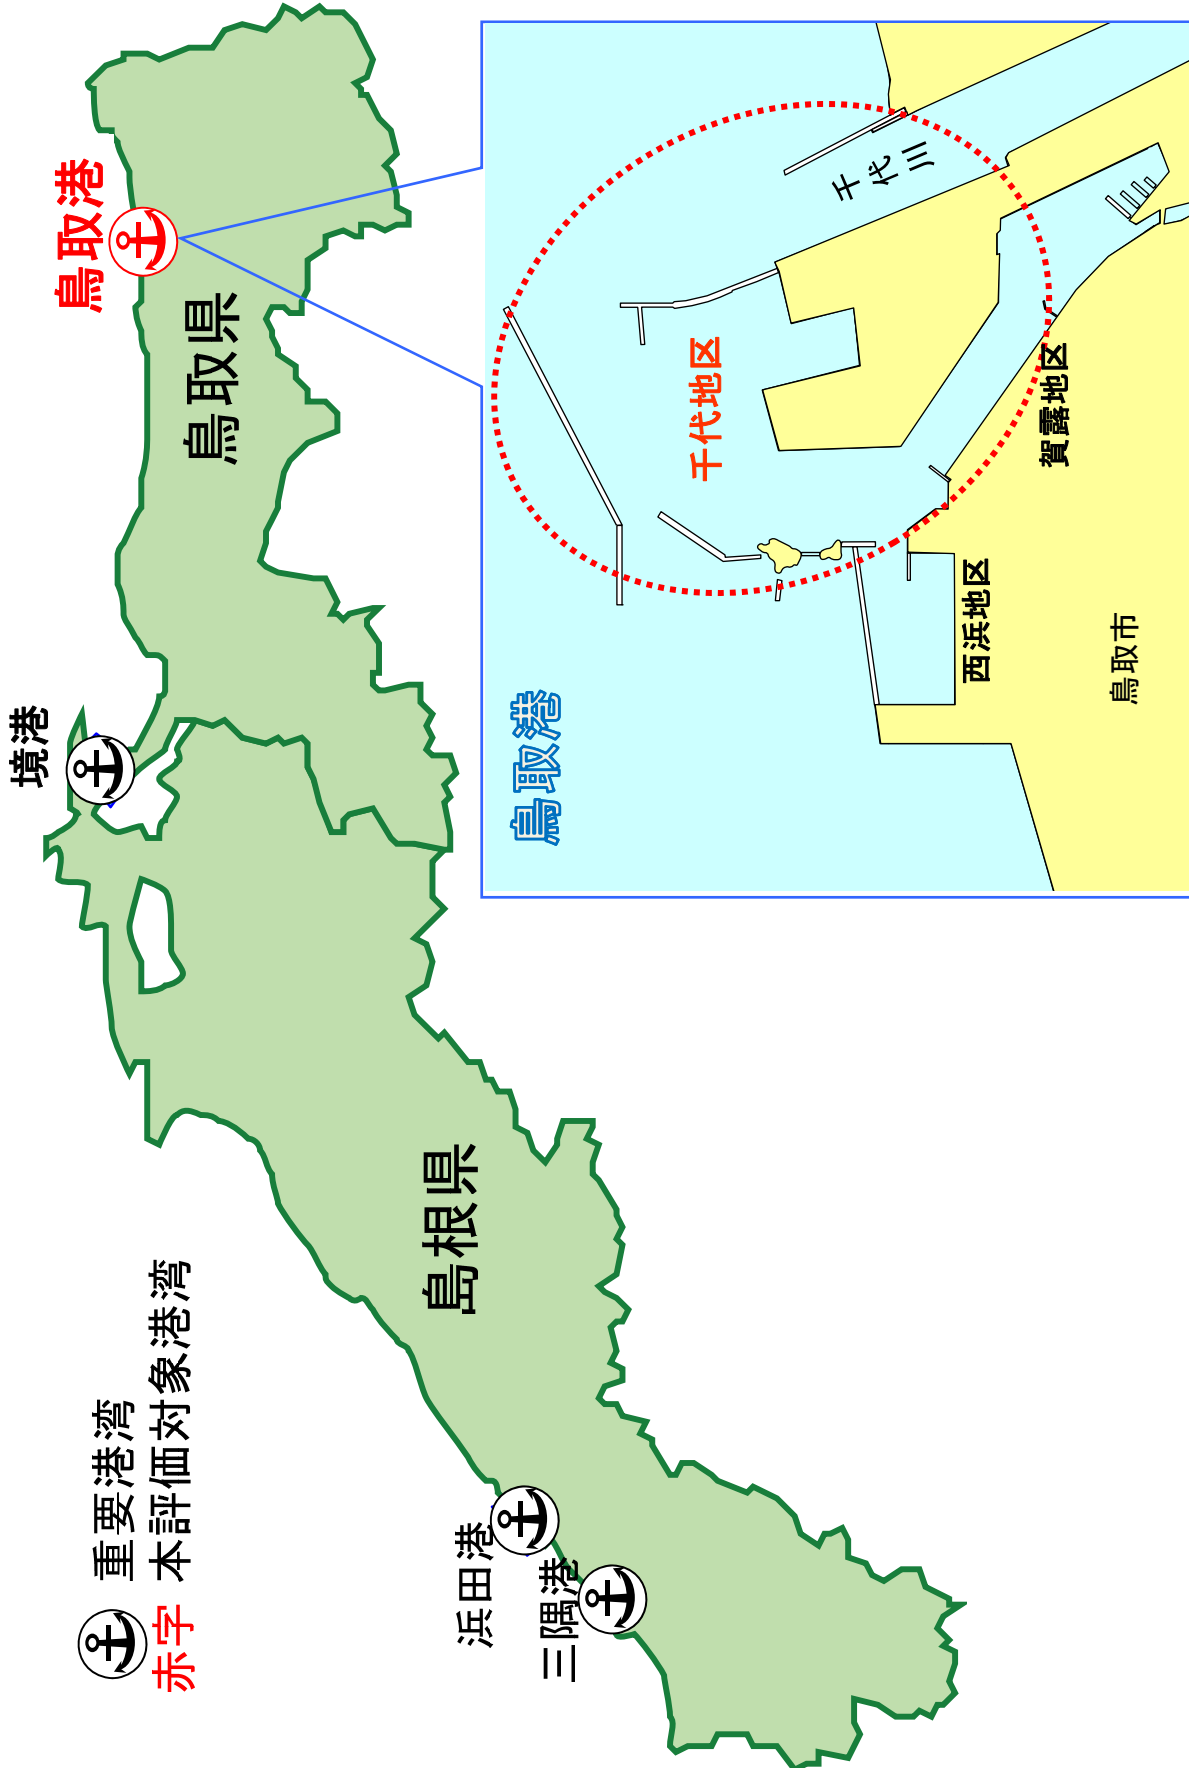 重要港湾
赤字 本評価対象港湾
境港
鳥取港
鳥取県
島根県
浜田港
三隅港
鳥取港
千代川
千代地区
賀露地区
西浜地区
鳥取市